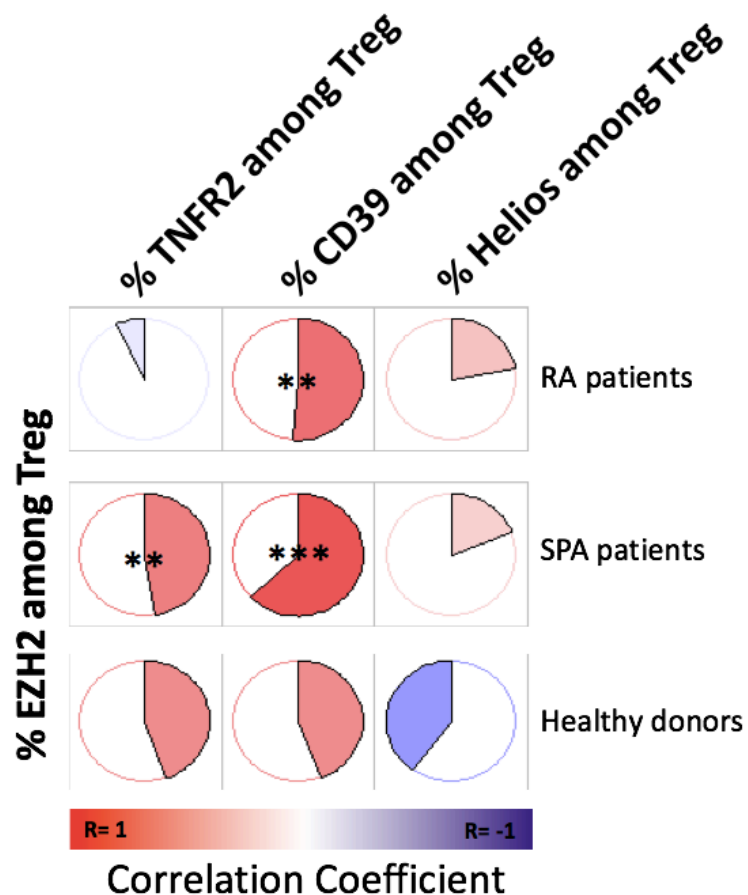 % TNFR2 among Treg
% CD39 among Treg
% Helios among Treg
% EZH2 among Treg
**
RA patients
**
***
SPA patients
Healthy donors
R= 1
R= -1
Correlation Coefficient